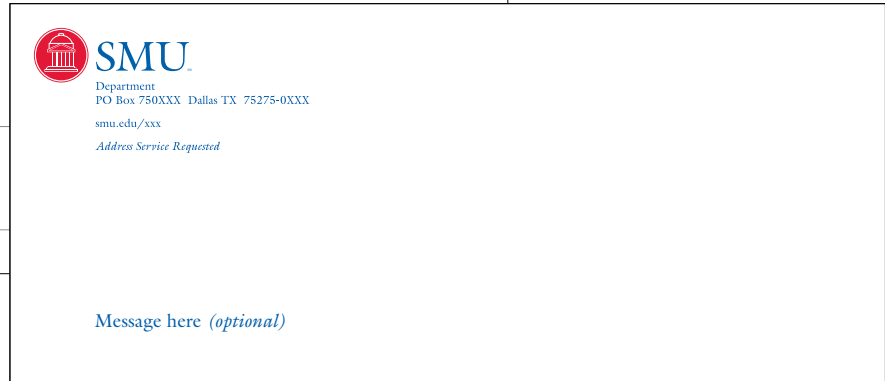 SMU
Department
PO Box 750XXX Dallas TX 75275-0XXX
smu.edu/xxx
Address Service Requested
Message here (optional)